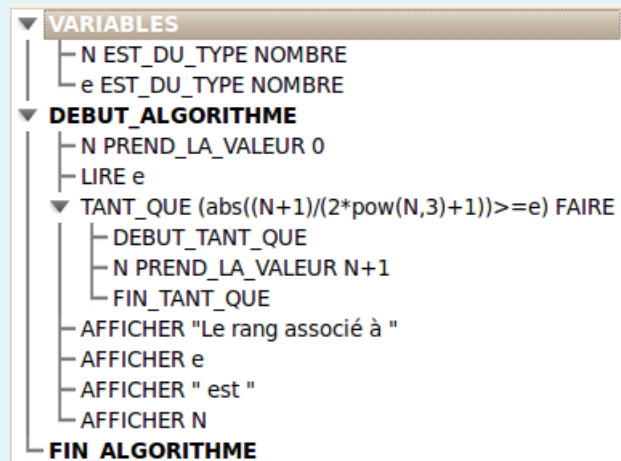 VARIABLES
N EST_DU_TYPE NOMBRE
e EST_DU_TYPE NOMBRE
DEBUT_ALGORITHME
N PREND_LA_VALEUR 0
LIRE e
TANT_QUE (abs((N+1)/(2*pow(N,3)+1))>=e) FAIRE
DEBUT_TANT_QUE
N PREND_LA_VALEUR N+1
FIN_TANT_QUE
AFFICHER "Le rang associé à "
AFFICHER e
AFFICHER " est "
AFFICHER N
FIN_ALGORITHME